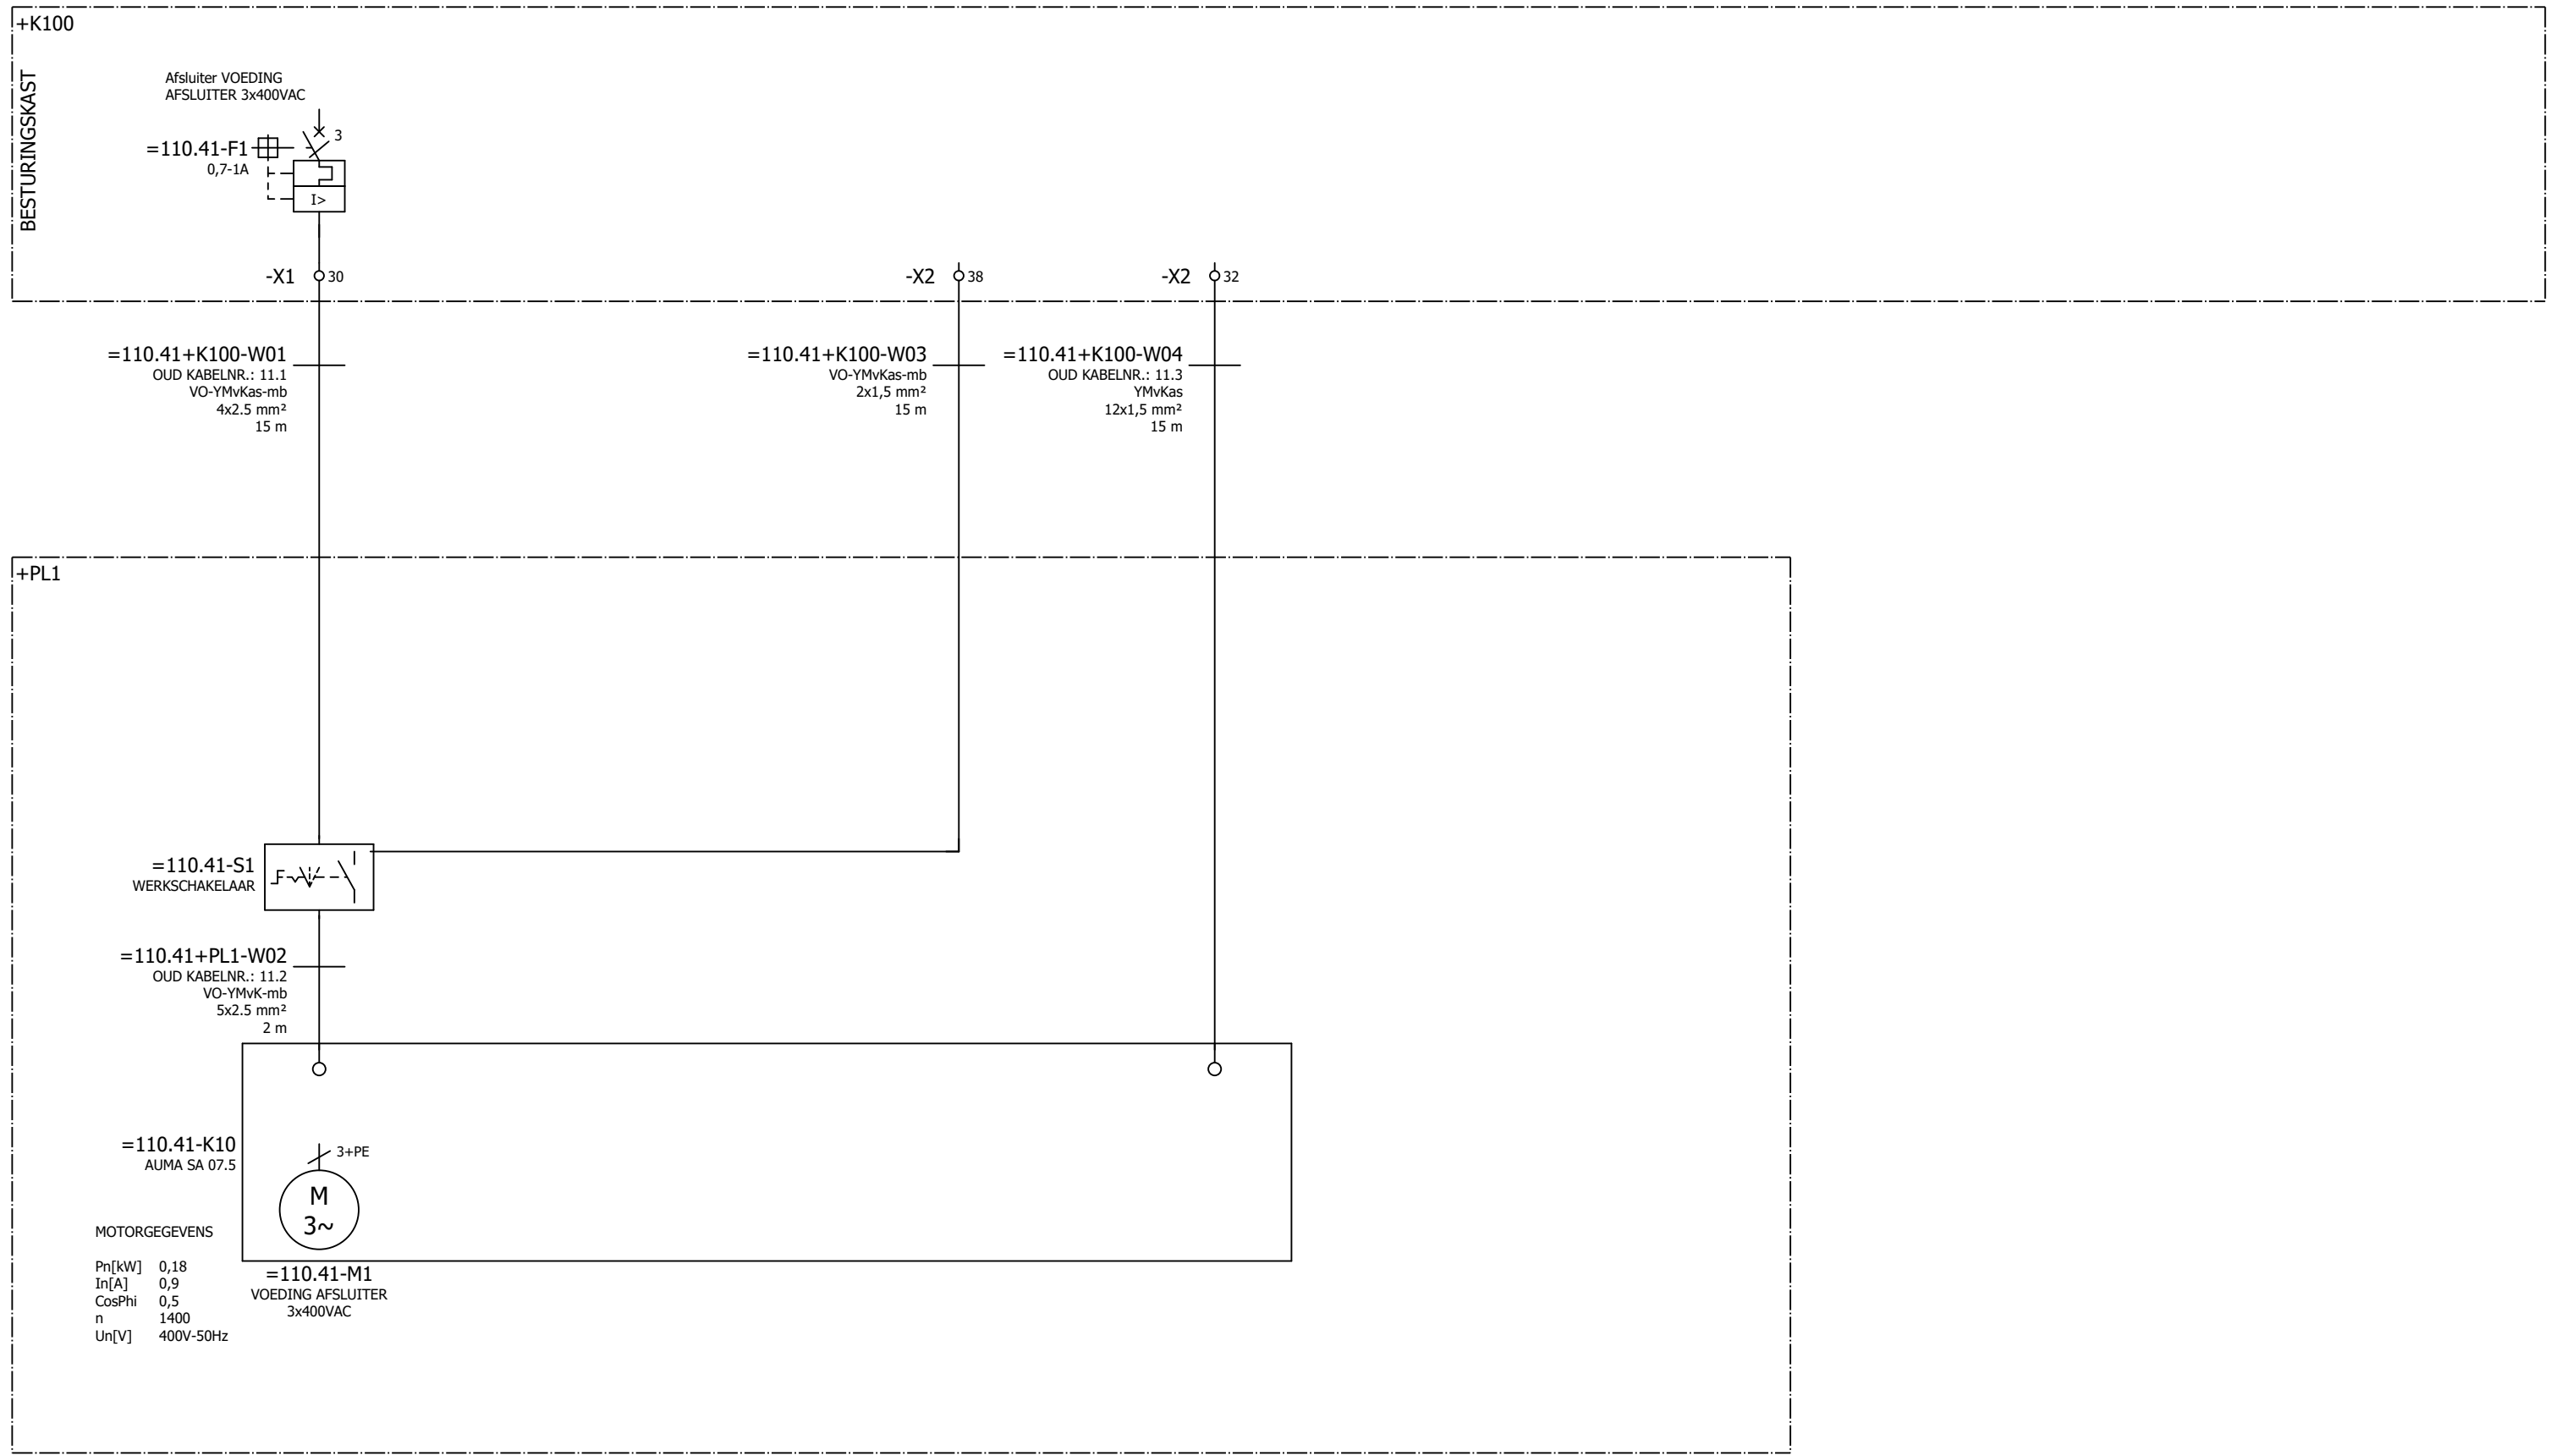 +K100
BESTURINGSKAST
Afsluiter VOEDING
AFSLUITER 3x400VAC
3
=110.41-F1
0,7-1A
I>
-X1
30
-X2
38
-X2
32
=110.41+K100-W01
OUD KABELNR.: 11.1
VO-YMvKas-mb
4x2.5 mm²
15 m
=110.41+K100-W03
VO-YMvKas-mb
2x1,5 mm²
15 m
=110.41+K100-W04
OUD KABELNR.: 11.3
YMvKas
12x1,5 mm²
15 m
+PL1
=110.41-S1
WERKSCHAKELAAR
=110.41+PL1-W02
OUD KABELNR.: 11.2
VO-YMvK-mb
5x2.5 mm²
2 m
=110.41-K10
AUMA SA 07.5
3+PE
M
3~
MOTORGEGEVENS
Pn[kW] 0,18
In[A] 0,9
CosPhi 0,5
n 1400
Un[V] 400V-50Hz
=110.41-M1
VOEDING AFSLUITER
3x400VAC